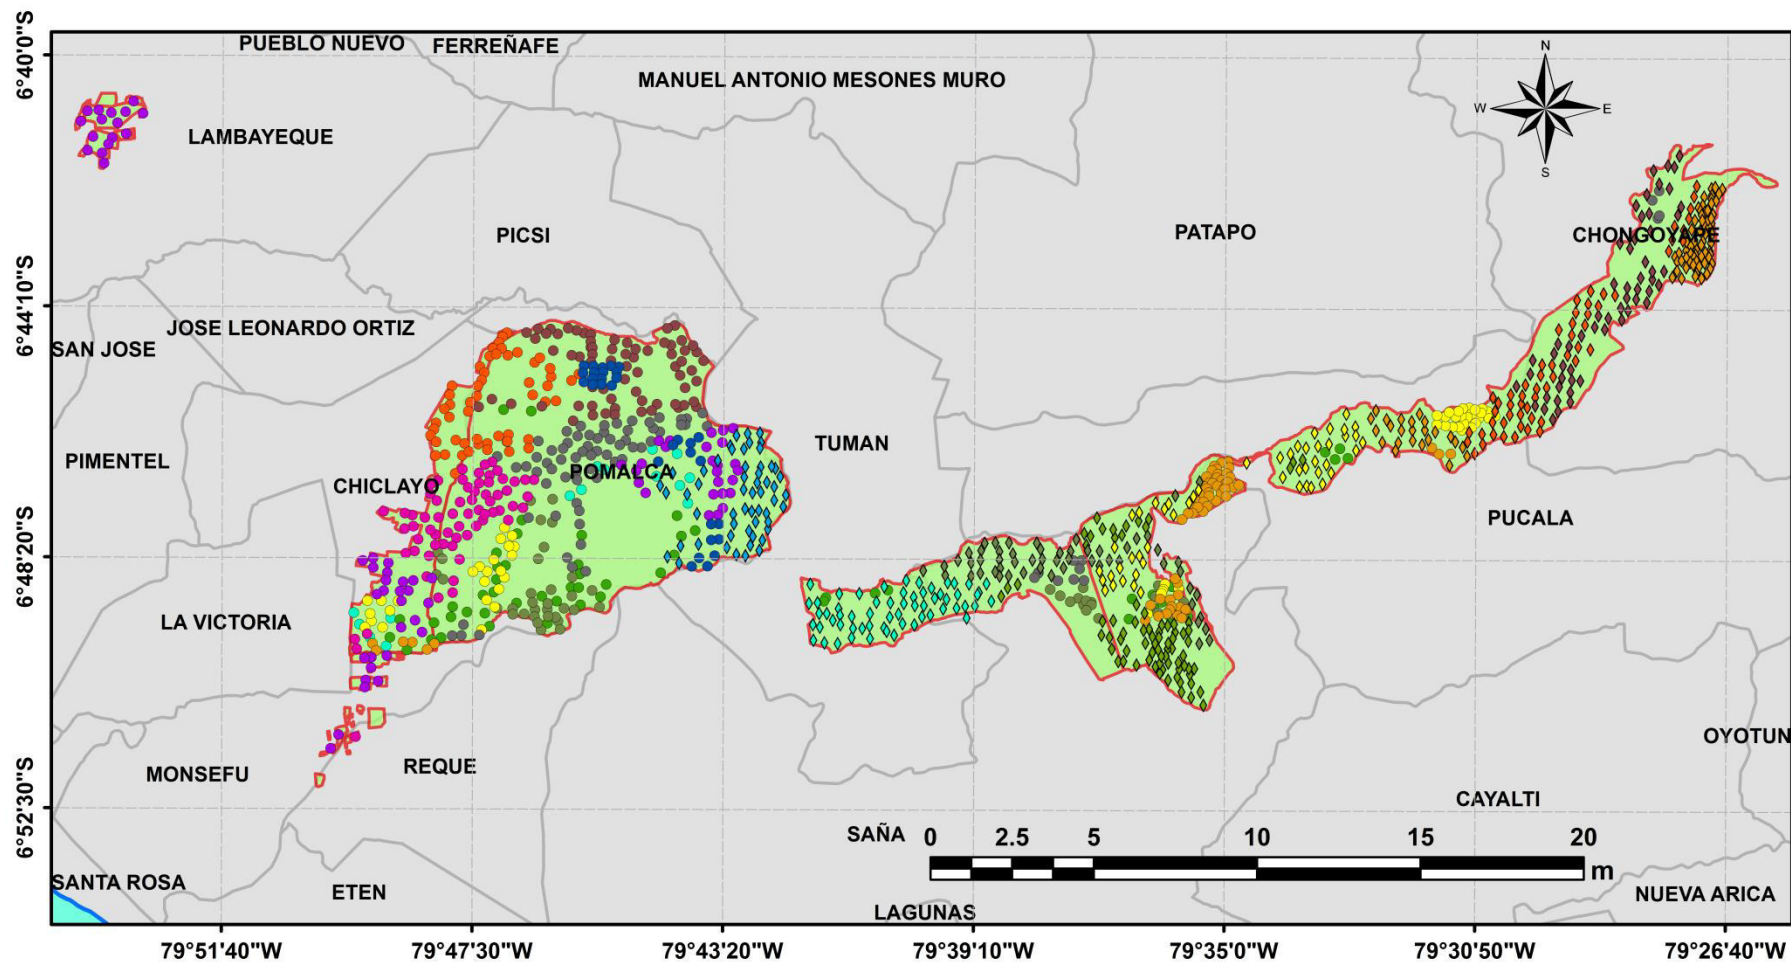 6°40'0"S
PUEBLO NUEVO
FERREÑAFE
MANUEL ANTONIO MESONES MURO
N
W
E
S
LAMBAYEQUE
PICSI
PATAPO
CHONGOYAPE
6°44'10"S
JOSE LEONARDO ORTIZ
SAN JOSE
TUMAN
PIMENTEL
POMALCA
CHICLAYO
PUCALA
6°48'20"S
LA VICTORIA
OYOTUN
REQUE
MONSEFU
6°52'30"S
CAYALTI
SAÑA
0 2.5 5 10 15 20
m
SANTA ROSA
ETEN
NUEVA ARICA
LAGUNAS
79°51'40"W
79°47'30"W
79°43'20"W
79°39'10"W
79°35'0"W
79°30'50"W
79°26'40"W